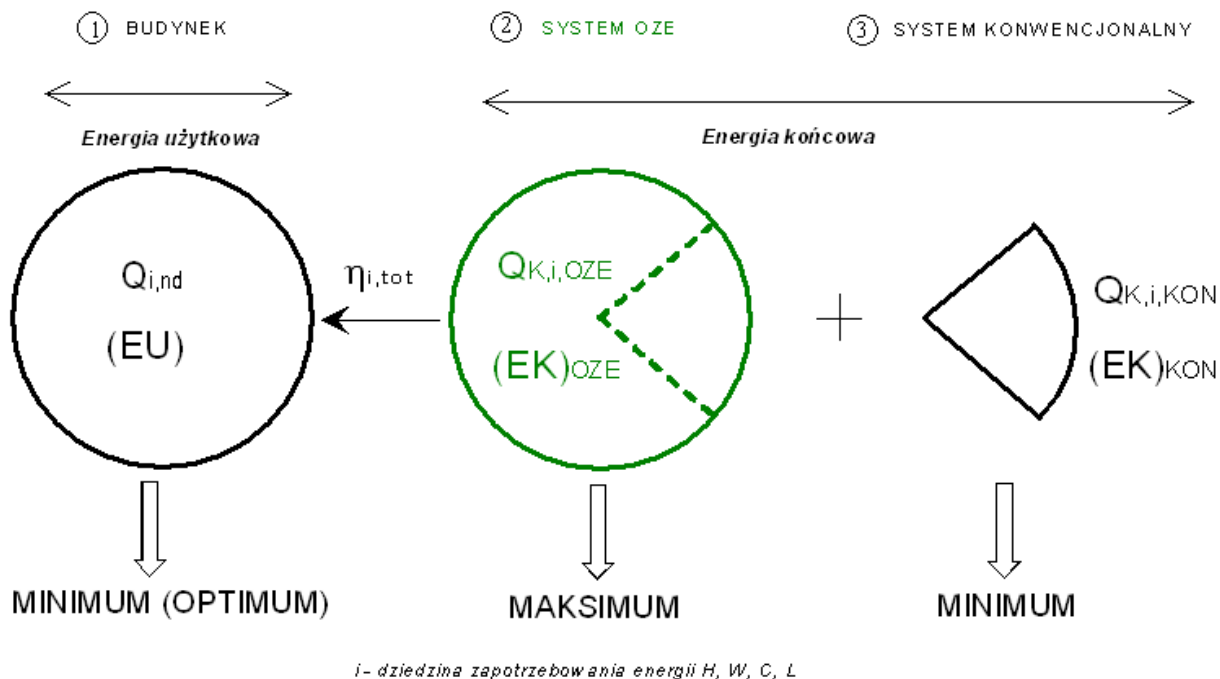 1 BUDYNEK
2 SYSTEM OZE
3 SYSTEM KONWENCJONALNY
Energia użytkowa
Energia końcowa
Qi,nd
(EU)
ηi,tot
QK,i,OZE
(EK)OZE
+
QK,i,KON
(EK)KON
MINIMUM (OPTIMUM)
MAKSIMUM
MINIMUM
i – dziedzina zapotrzebowania energii H, W, C, L